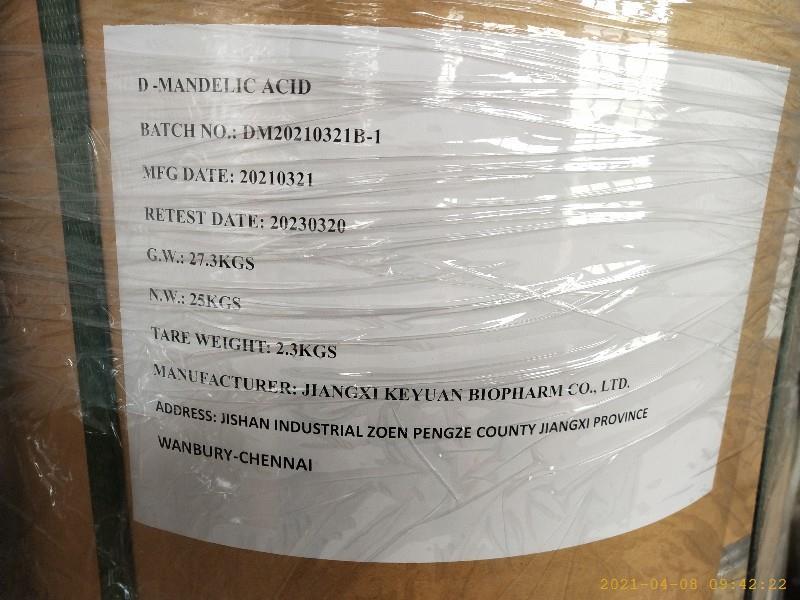 D-MANDELIC ACID
BATCH NO.: DM20210321B-1
MFG DATE: 20210321
RETEST DATE: 20230320
G.W.: 27.3KGS
N.W.: 25KGS
TARE WEIGHT: 2.3KGS
MANUFACTURER: JIANGXI KEYUAN BIOPHARM CO., LTD.
ADDRESS: JISHAN INDUSTRIAL ZOEN PENGZE COUNTY JIANGXI PROVINCE
WANBURY-CHENNAI
2021-04-08 09:42:22